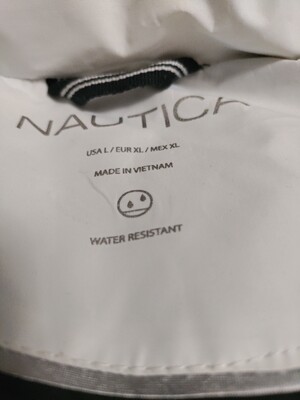 NAUTICA
USA L / EUR XL / MEX XL
MADE IN VIETNAM
WATER RESISTANT